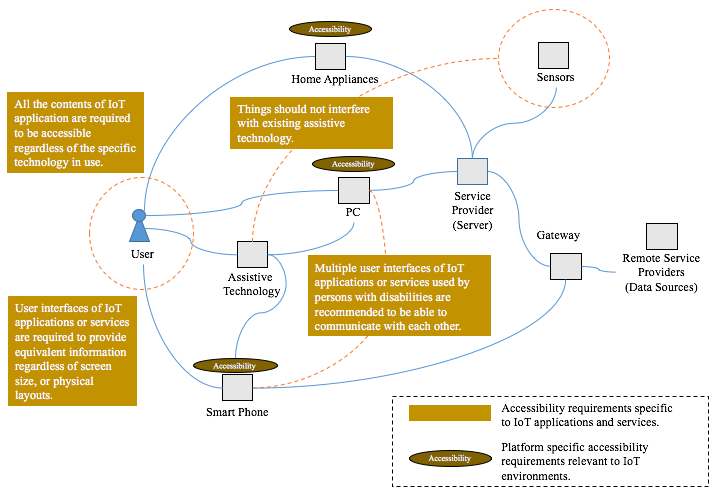 Accessibility
Home Appliances
Sensors
All the contents of IoT
application are required
to be accessible
regardless of the specific
technology in use.
Things should not interfere
with existing assistive
technology.
Accessibility
PC
Service
Provider
(Server)
User
Gateway
Remote Service
Providers
(Data Sources)
Assistive
Technology
Multiple user interfaces of IoT
applications or services used by
persons with disabilities are
recommended to be able to
communicate with each other.
User interfaces of IoT
applications or services
are required to provide
equivalent information
regardless of screen
size, or physical
layouts.
Accessibility
Smart Phone
Accessibility requirements specific
to IoT applications and services.
Accessibility
Platform specific accessibility
requirements relevant to IoT
environments.